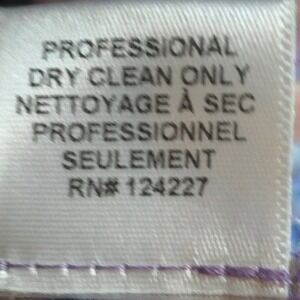 PROFESSIONAL
DRY CLEAN ONLY
NETTOYAGE À SEC
PROFESSIONNEL
SEULEMENT
RN# 124227